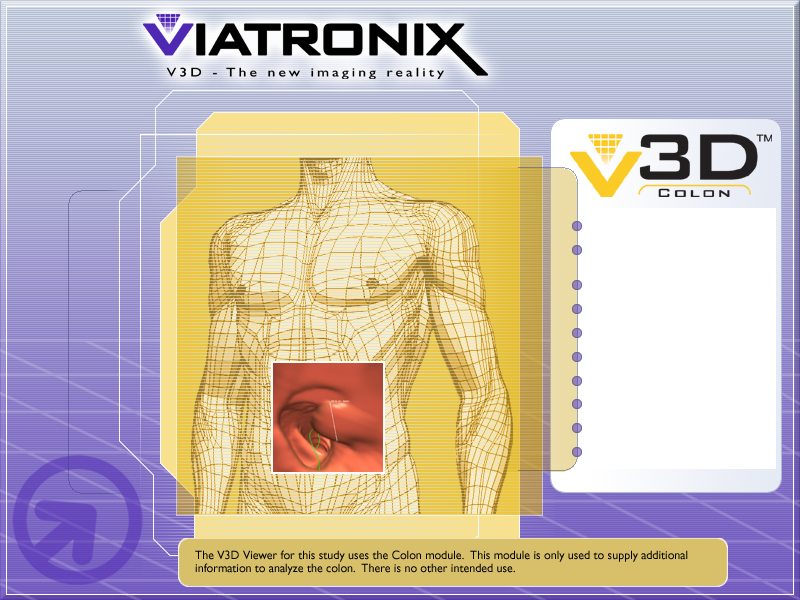 VIATRONIX
V3D - The new imaging reality
V3D™
COLON
The V3D Viewer for this study uses the Colon module. This module is only used to supply additional
information to analyze the colon. There is no other intended use.